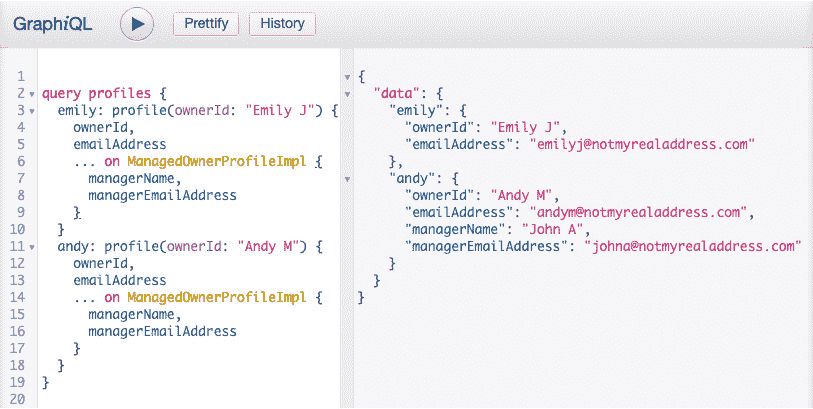 GraphiQL Prettify History
1
2 query profiles {
3 emily: profile(ownerId: "Emily J") {
4 ownerId,
5 emailAddress
6 ... on ManagedOwnerProfileImpl {
7 managerName,
8 managerEmailAddress
9 }
10 }
11 andy: profile(ownerId: "Andy M") {
12 ownerId,
13 emailAddress
14 ... on ManagedOwnerProfileImpl {
15 managerName,
16 managerEmailAddress
17 }
18 }
19 }
20
{
"data": {
"emily": {
"ownerId": "Emily J",
"emailAddress": "emilyj@notmyrealaddress.com"
},
"andy": {
"ownerId": "Andy M",
"emailAddress": "andym@notmyrealaddress.com",
"managerName": "John A",
"managerEmailAddress": "johna@notmyrealaddress.com"
}
}
}